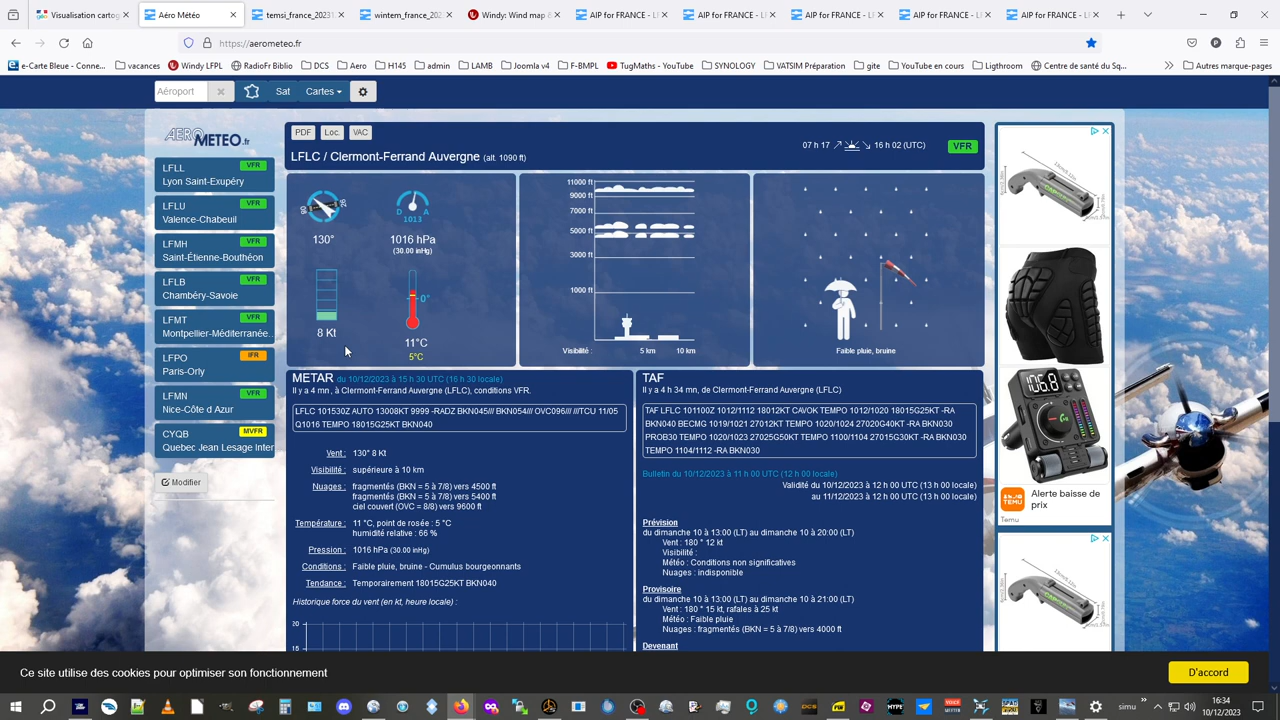 Visualisation cartog
Aéro Météo
temsi_france_2023
wintem_france_202
Windy: Wind map &
AIP for FRANCE - LF
AIP for FRANCE - LF
AIP for FRANCE - LF
AIP for FRANCE - LF
AIP for FRANCE - LF
https://aerometeo.fr
e-Carte Bleue - Conne...
vacances
Windy LFPL
RadioFr Biblio
DCS
Aero
H145
admin
LAMB
Joomla v4
F-BMPL
TugMaths - YouTube
SYNOLOGY
VATSIM Préparation
gite
YouTube en cours
Ligthroom
Centre de santé du Sq...
Autres marque-pages
Aéroport
Sat
Cartes
AEROMETEO.fr
PDF
Loc.
VAC
LFLC / Clermont-Ferrand Auvergne (alt. 1090 ft)
07 h 17
16 h 02 (UTC)
VFR
LFLL
VFR
Lyon Saint-Exupéry
LFLU
VFR
Valence-Chabeuil
LFMH
VFR
Saint-Étienne-Bouthéon
LFLB
VFR
Chambéry-Savoie
LFMT
VFR
Montpellier-Méditerranée...
LFPO
IFR
Paris-Orly
LFMN
VFR
Nice-Côte d Azur
CYQB
MVFR
Quebec Jean Lesage Inter
Modifier
08
26
130°
8 Kt
D
A
1013
1016 hPa
(30.00 inHg)
0°
11°C
5°C
11000 ft
9000 ft
7000 ft
5000 ft
3000 ft
1000 ft
Visibilité :
5 km
10 km
Faible pluie, bruine
METAR du 10/12/2023 à 15 h 30 UTC (16 h 30 locale)
Il y a 4 mn, à Clermont-Ferrand Auvergne (LFLC), conditions VFR.
LFLC 101530Z AUTO 13008KT 9999 -RADZ BKN045/// BKN054/// OVC096/// ///TCU 11/05
Q1016 TEMPO 18015G25KT BKN040
Vent : 130° 8 Kt
Visibilité : supérieure à 10 km
Nuages : fragmentés (BKN = 5 à 7/8) vers 4500 ft
fragmentés (BKN = 5 à 7/8) vers 5400 ft
ciel couvert (OVC = 8/8) vers 9600 ft
Température : 11 °C, point de rosée : 5 °C
humidité relative : 66 %
Pression : 1016 hPa (30.00 inHg)
Conditions : Faible pluie, bruine - Cumulus bourgeonnants
Tendance : Temporairement 18015G25KT BKN040
Historique force du vent (en kt, heure locale) :
20
15
TAF
Il y a 4 h 34 mn, de Clermont-Ferrand Auvergne (LFLC)
TAF LFLC 101100Z 1012/1112 18012KT CAVOK TEMPO 1012/1020 18015G25KT -RA
BKN040 BECMG 1019/1021 27012KT TEMPO 1020/1024 27020G40KT -RA BKN030
PROB30 TEMPO 1020/1023 27025G50KT TEMPO 1100/1104 27015G30KT -RA BKN030
TEMPO 1104/1112 -RA BKN030
Bulletin du 10/12/2023 à 11 h 00 UTC (12 h 00 locale)
Validité du 10/12/2023 à 12 h 00 UTC (13 h 00 locale)
au 11/12/2023 à 12 h 00 UTC (13 h 00 locale)
Prévision
du dimanche 10 à 13:00 (LT) au dimanche 10 à 20:00 (LT)
Vent : 180 ° 12 kt
Visibilité :
Météo : Conditions non significatives
Nuages : indisponible
Provisoire
du dimanche 10 à 13:00 (LT) au dimanche 10 à 21:00 (LT)
Vent : 180 ° 15 kt, rafales à 25 kt
Météo : Faible pluie
Nuages : fragmentés (BKN = 5 à 7/8) vers 4000 ft
Devenant
106.8
TEMU
Alerte baisse de
prix
Temu
Ce site utilise des cookies pour optimiser son fonctionnement
D'accord
simu
16:34
10/12/2023